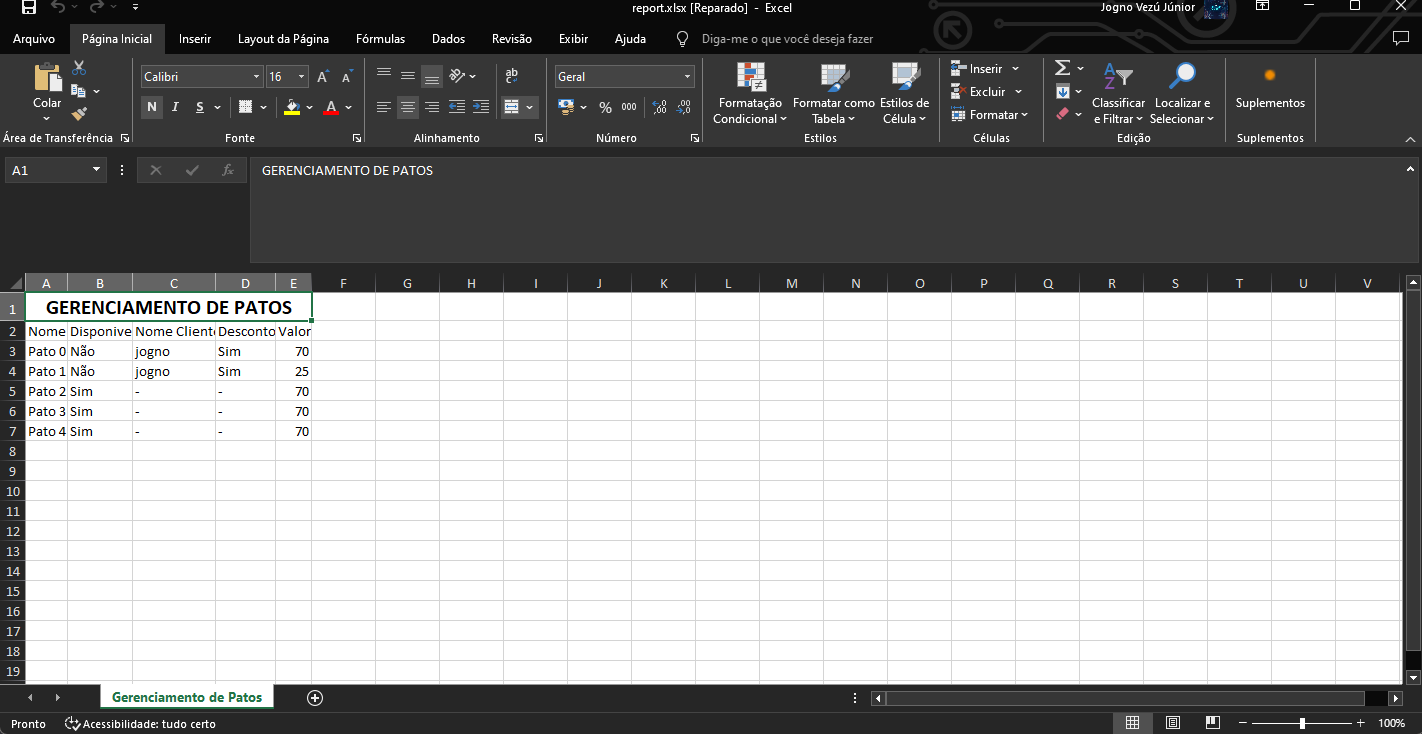 report.xlsx [Reparado] - Excel
Jogno Vezú Júnior
Arquivo Página Inicial Inserir Layout da Página Fórmulas Dados Revisão Exibir Ajuda Diga-me o que você deseja fazer
Colar
Área de Transferência
Calibri 16
N I S
Fonte
ab
Alinhamento
Geral
% 000
Número
Formatação Condicional
Formatar como Tabela
Estilos de Célula
Estilos
Inserir
Excluir
Formatar
Células
Classificar e Filtrar
Localizar e Selecionar
Edição
Suplementos
Suplementos
A1 fx GERENCIAMENTO DE PATOS
A B C D E F G H I J K L M N O P Q R S T U V
1 GERENCIAMENTO DE PATOS
2 Nome Disponive Nome Cliente Desconto Valor
3 Pato 0 Não jogno Sim 70
4 Pato 1 Não jogno Sim 25
5 Pato 2 Sim - - 70
6 Pato 3 Sim - - 70
7 Pato 4 Sim - - 70
8
9
10
11
12
13
14
15
16
17
18
19
Gerenciamento de Patos
Pronto Acessibilidade: tudo certo 100%